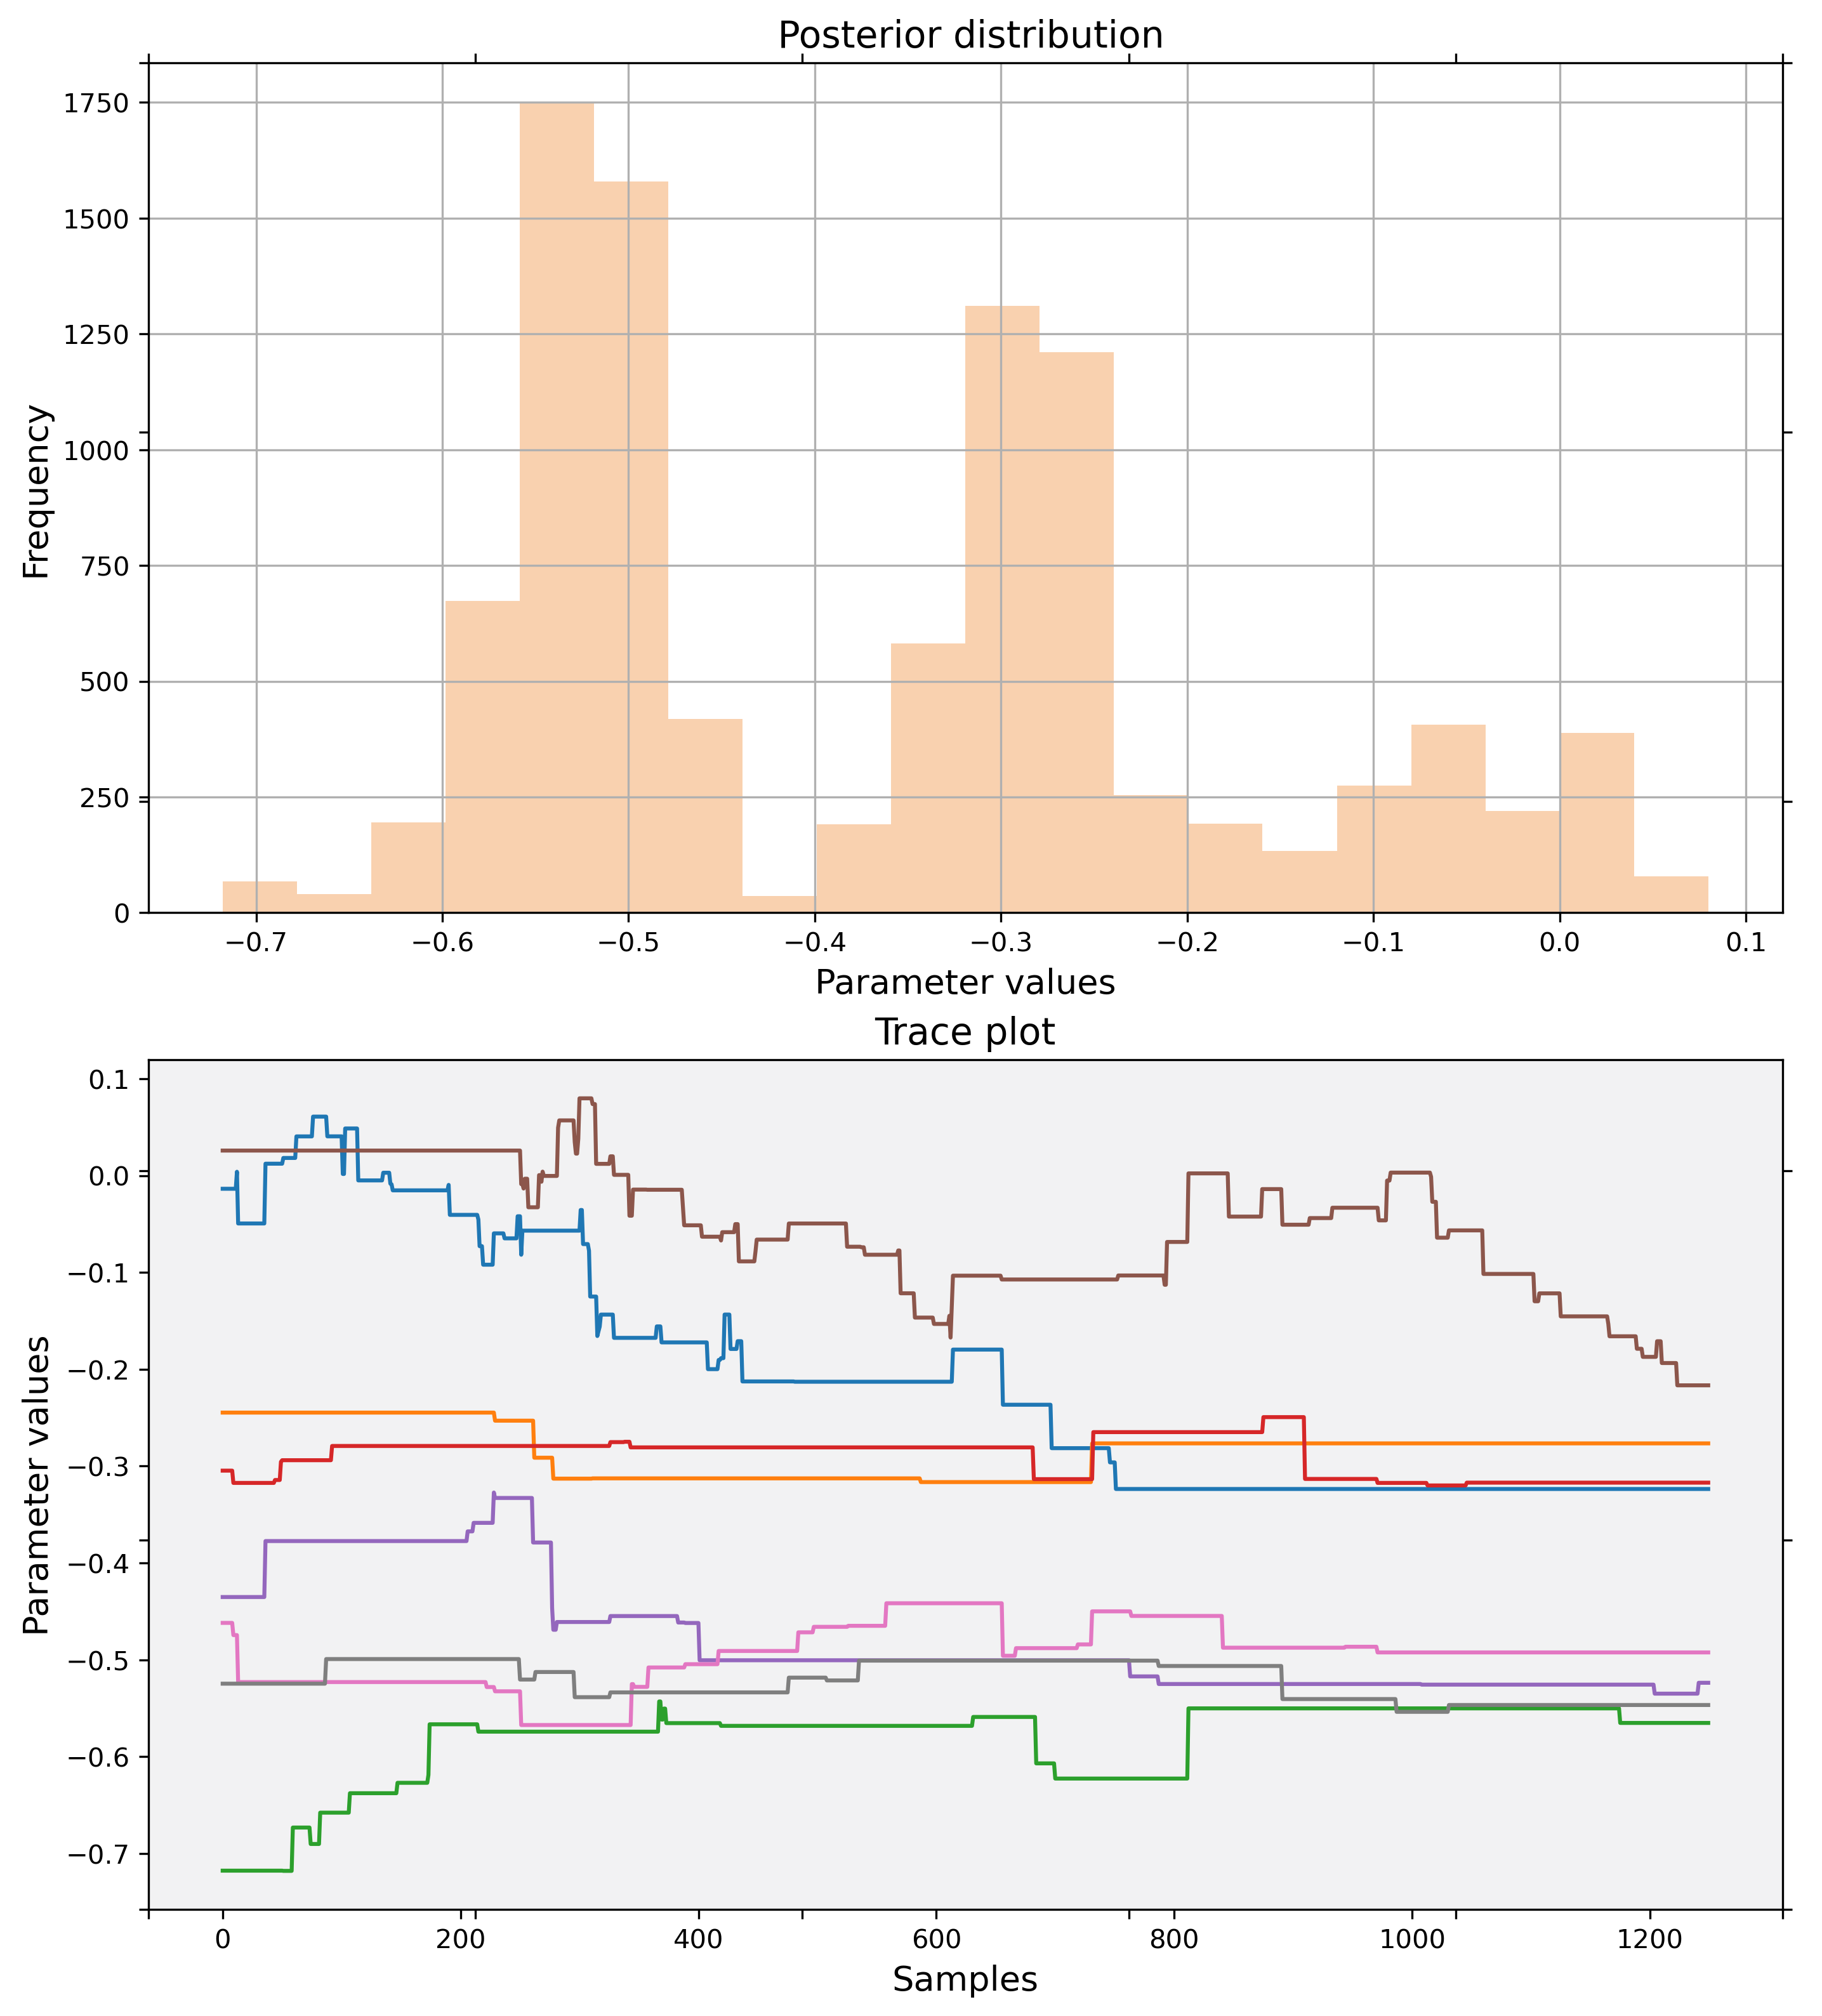 Posterior distribution
1750
1500
1250
1000
750
500
250
0
Frequency
−0.7 −0.6 −0.5 −0.4 −0.3 −0.2 −0.1 0.0 0.1
Parameter values
Trace plot
0.1
0.0
−0.1
−0.2
−0.3
−0.4
−0.5
−0.6
−0.7
Parameter values
0 200 400 600 800 1000 1200
Samples